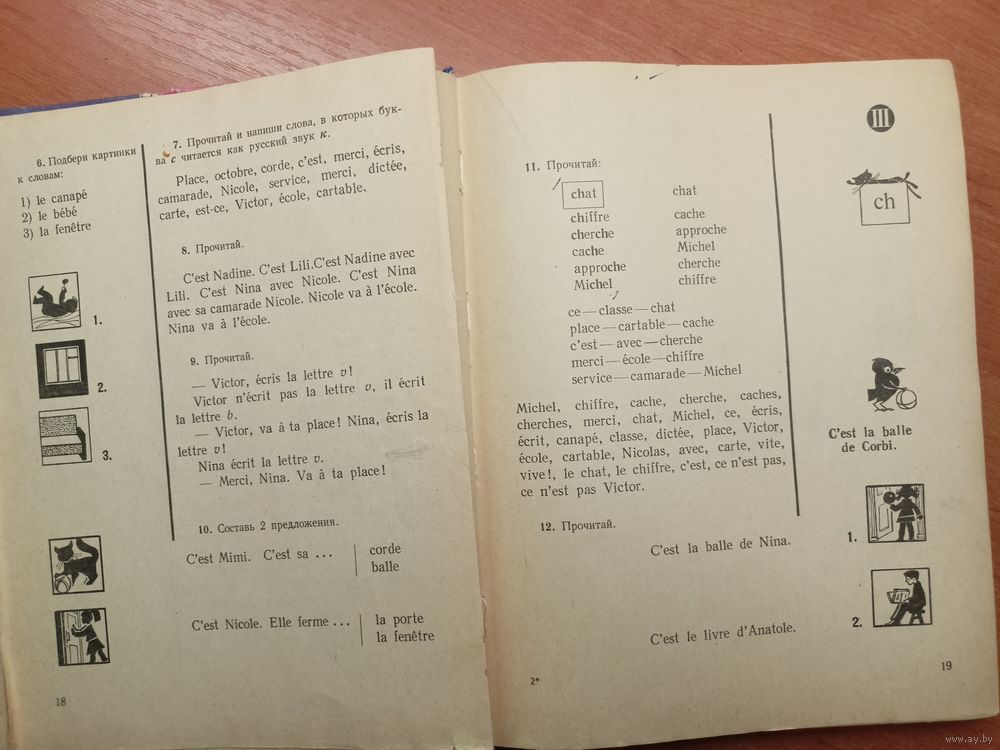 6. Подбери картинки
к словам:
1) le canapé
2) le bébé
3) la fenêtre
1.
2.
3.
7. Прочитай и напиши слова, в которых бук-
ва с читается как русский звук к.
Place, octobre, corde, c'est, merci, écris,
camarade, Nicole, service, merci, dictée,
carte, est-ce, Victor, école, cartable.
8. Прочитай.
C'est Nadine. C'est Lili.C'est Nadine avec
Lili. C'est Nina avec Nicole. C'est Nina
avec sa camarade Nicole. Nicole va à l'école.
Nina va à l'école.
9. Прочитай.
— Victor, écris la lettre v!
Victor n'écrit pas la lettre v, il écrit
la lettre b.
— Victor, va à ta place! Nina, écris la
lettre v!
Nina écrit la lettre v.
— Merci, Nina. Va à ta place!
10. Составь 2 предложения.
C'est Mimi. C'est sa ... corde
balle
C'est Nicole. Elle ferme ... la porte
la fenêtre
18
III
ch
11. Прочитай:
chat chat
chiffre cache
cherche approche
cache Michel
approche cherche
Michel chiffre
ce — classe — chat
place — cartable — cache
c'est — avec — cherche
merci — école — chiffre
service — camarade — Michel
Michel, chiffre, cache, cherche, caches,
cherches, merci, chat, Michel, ce, écris,
écrit, canapé, classe, dictée, place, Victor,
école, cartable, Nicolas, avec, carte, vite,
vive!, le chat, le chiffre, c'est, ce n'est pas,
ce n'est pas Victor.
C'est la balle
de Corbi.
12. Прочитай.
C'est la balle de Nina.
1.
C'est le livre d'Anatole.
2.
2*
19
www.ay.by